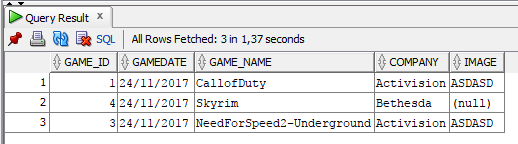 Query Result x
SQL | All Rows Fetched: 3 in 1,37 seconds
GAME_ID GAMEDATE GAME_NAME COMPANY IMAGE
1 1 24/11/2017 CallofDuty Activision ASDASD
2 4 24/11/2017 Skyrim Bethesda (null)
3 3 24/11/2017 NeedForSpeed2-Underground Activision ASDASD